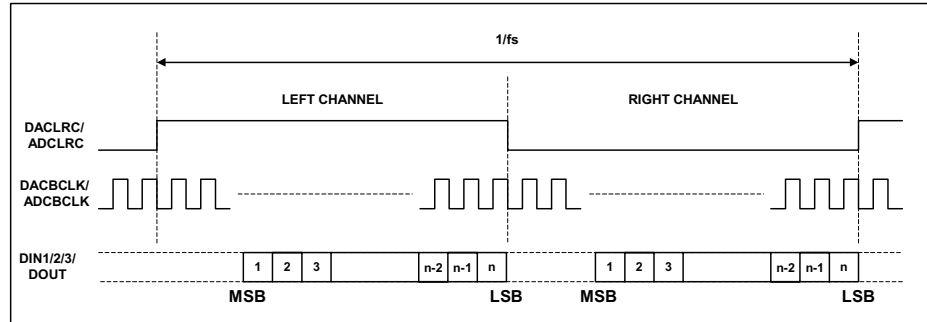 1/fs
LEFT CHANNEL RIGHT CHANNEL
DACLRC/
ADCLRC
DACBCLK/
ADCBCLK
DIN1/2/3/
DOUT
1 2 3 n-2 n-1 n 1 2 3 n-2 n-1 n
MSB LSB MSB LSB